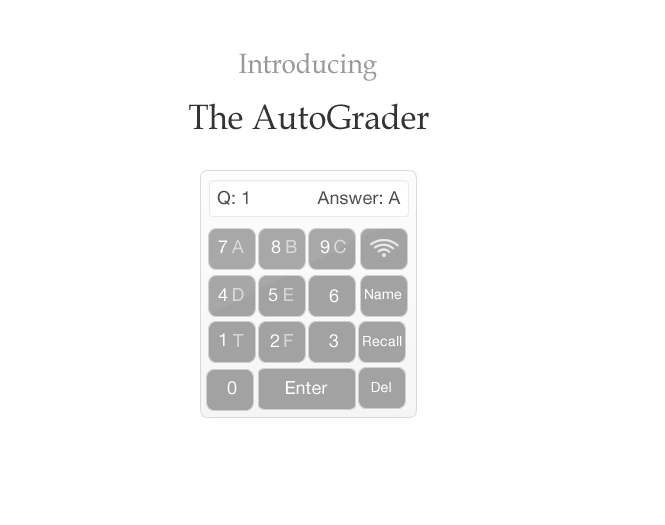 Introducing
The AutoGrader
Q: 1 Answer: A
7 A 8 B 9 C
4 D 5 E 6 Name
1 T 2 F 3 Recall
0 Enter Del